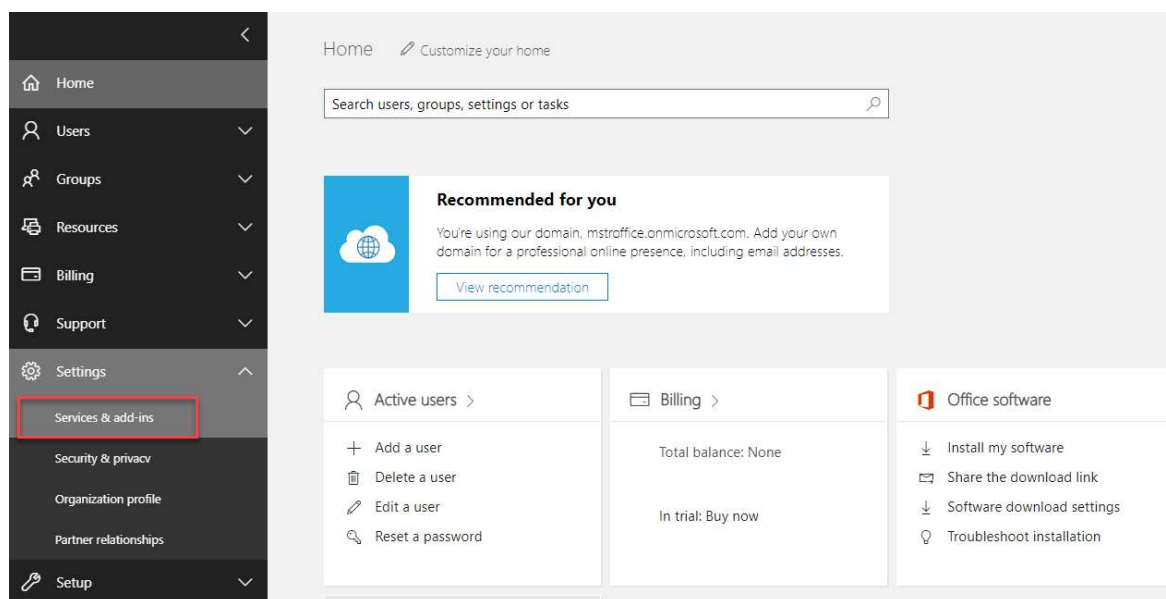 Home
Users
Groups
Resources
Billing
Support
Settings
Services & add-ins
Security & privacy
Organization profile
Partner relationships
Setup
Home
Customize your home
Search users, groups, settings or tasks
Recommended for you
You're using our domain, mstroffice.onmicrosoft.com. Add your own
domain for a professional online presence, including email addresses.
View recommendation
Active users >
Add a user
Delete a user
Edit a user
Reset a password
Billing >
Total balance: None
In trial: Buy now
Office software
Install my software
Share the download link
Software download settings
Troubleshoot installation